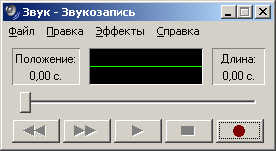 Звук - Звукозапись
Файл Правка Эффекты Справка
Положение: Длина:
0,00 с. 0,00 с.